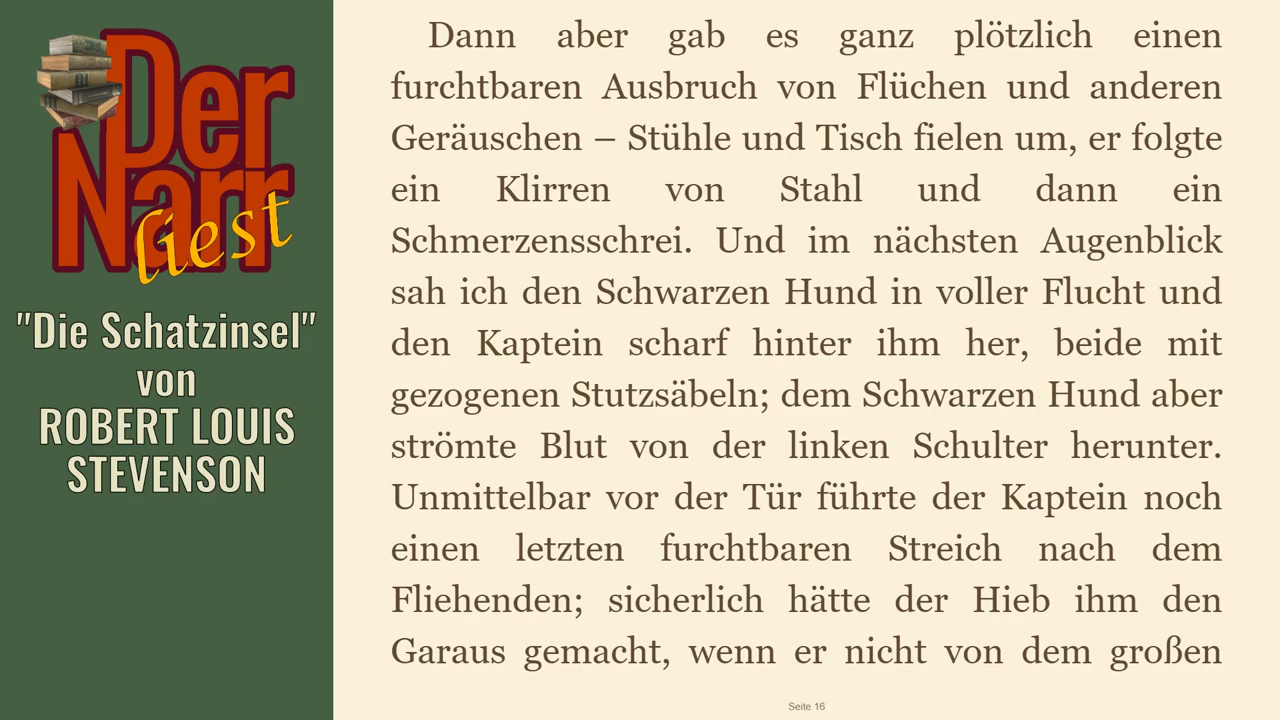 Der
Narr
liest
"Die Schatzinsel"
von
ROBERT LOUIS
STEVENSON
Dann aber gab es ganz plötzlich einen
furchtbaren Ausbruch von Flüchen und anderen
Geräuschen – Stühle und Tisch fielen um, er folgte
ein Klirren von Stahl und dann ein
Schmerzensschrei. Und im nächsten Augenblick
sah ich den Schwarzen Hund in voller Flucht und
den Kaptein scharf hinter ihm her, beide mit
gezogenen Stutzsäbeln; dem Schwarzen Hund aber
strömte Blut von der linken Schulter herunter.
Unmittelbar vor der Tür führte der Kaptein noch
einen letzten furchtbaren Streich nach dem
Fliehenden; sicherlich hätte der Hieb ihm den
Garaus gemacht, wenn er nicht von dem großen
Seite 16